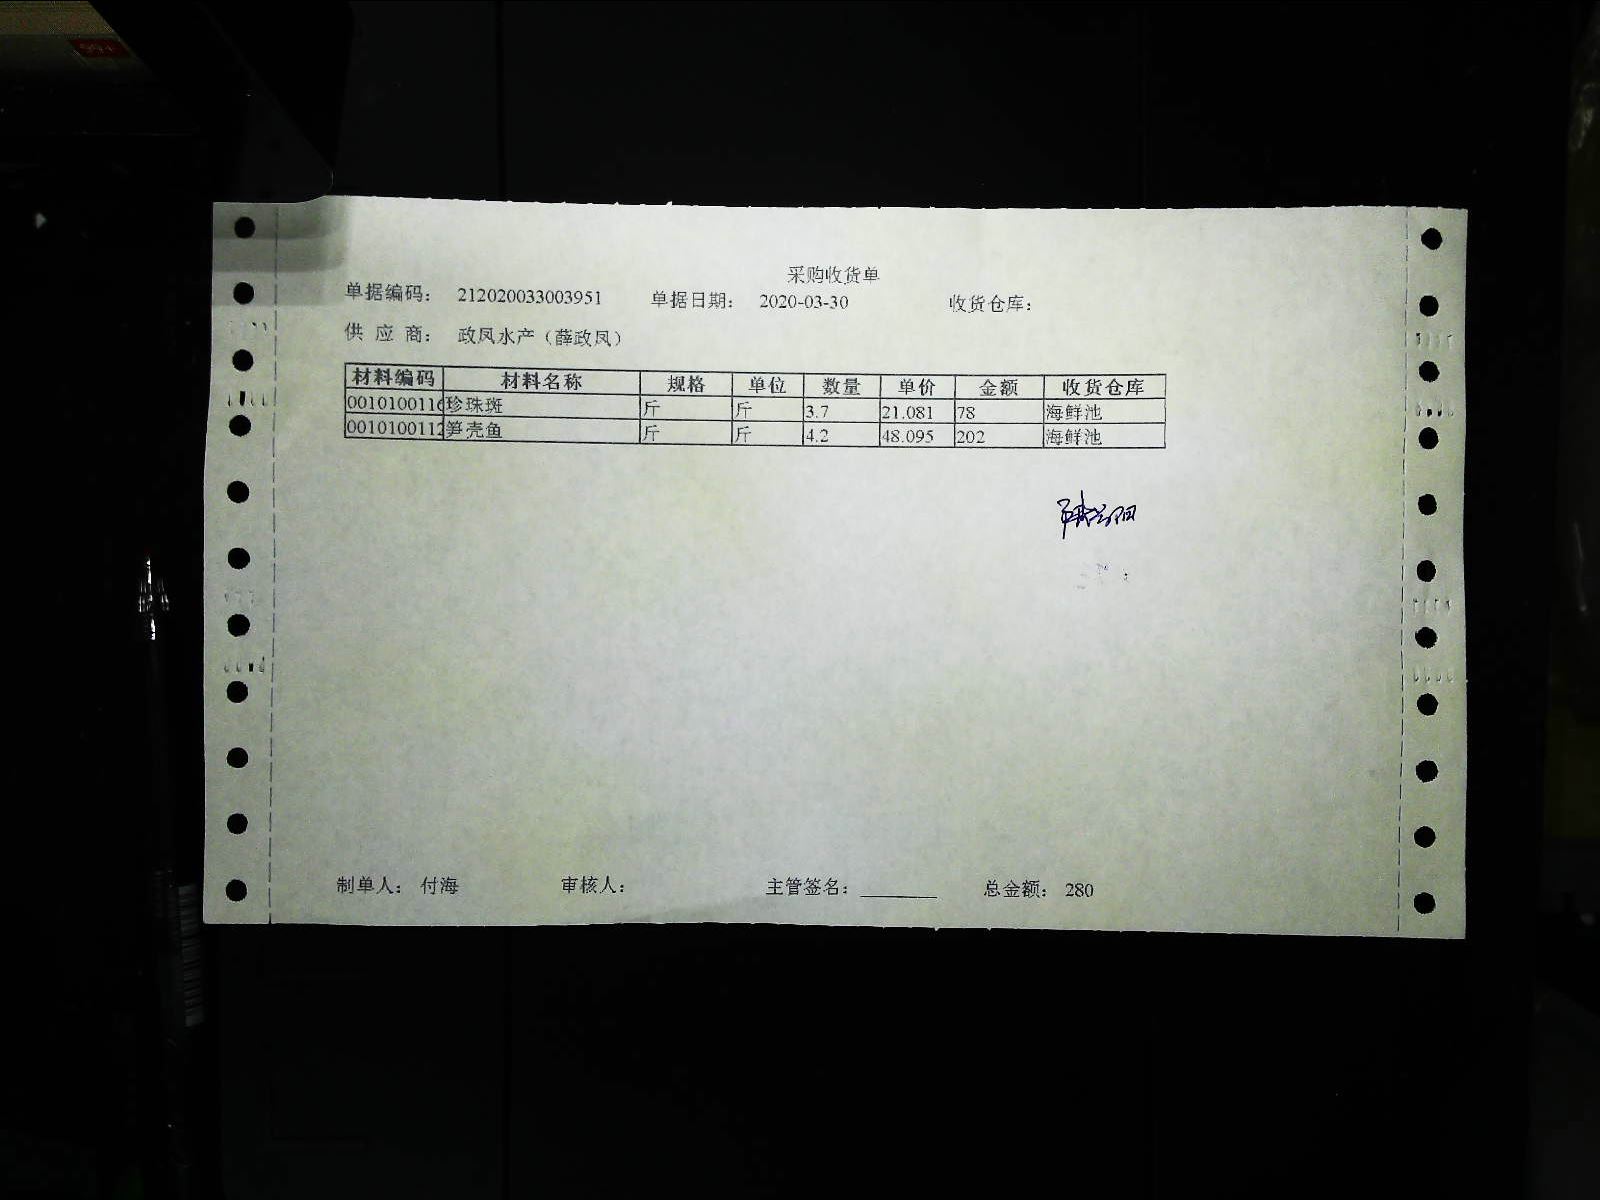 采购收货单
单据编码： 212020033003951 单据日期： 2020-03-30 收货仓库：
供 应 商： 政凤水产（薛政凤）
材料编码 材料名称 规格 单位 数量 单价 金额 收货仓库
0010100116 珍珠斑 斤 斤 3.7 21.081 78 海鲜池
0010100112 笋壳鱼 斤 斤 4.2 48.095 202 海鲜池
制单人： 付海 审核人： 主管签名： 总金额： 280